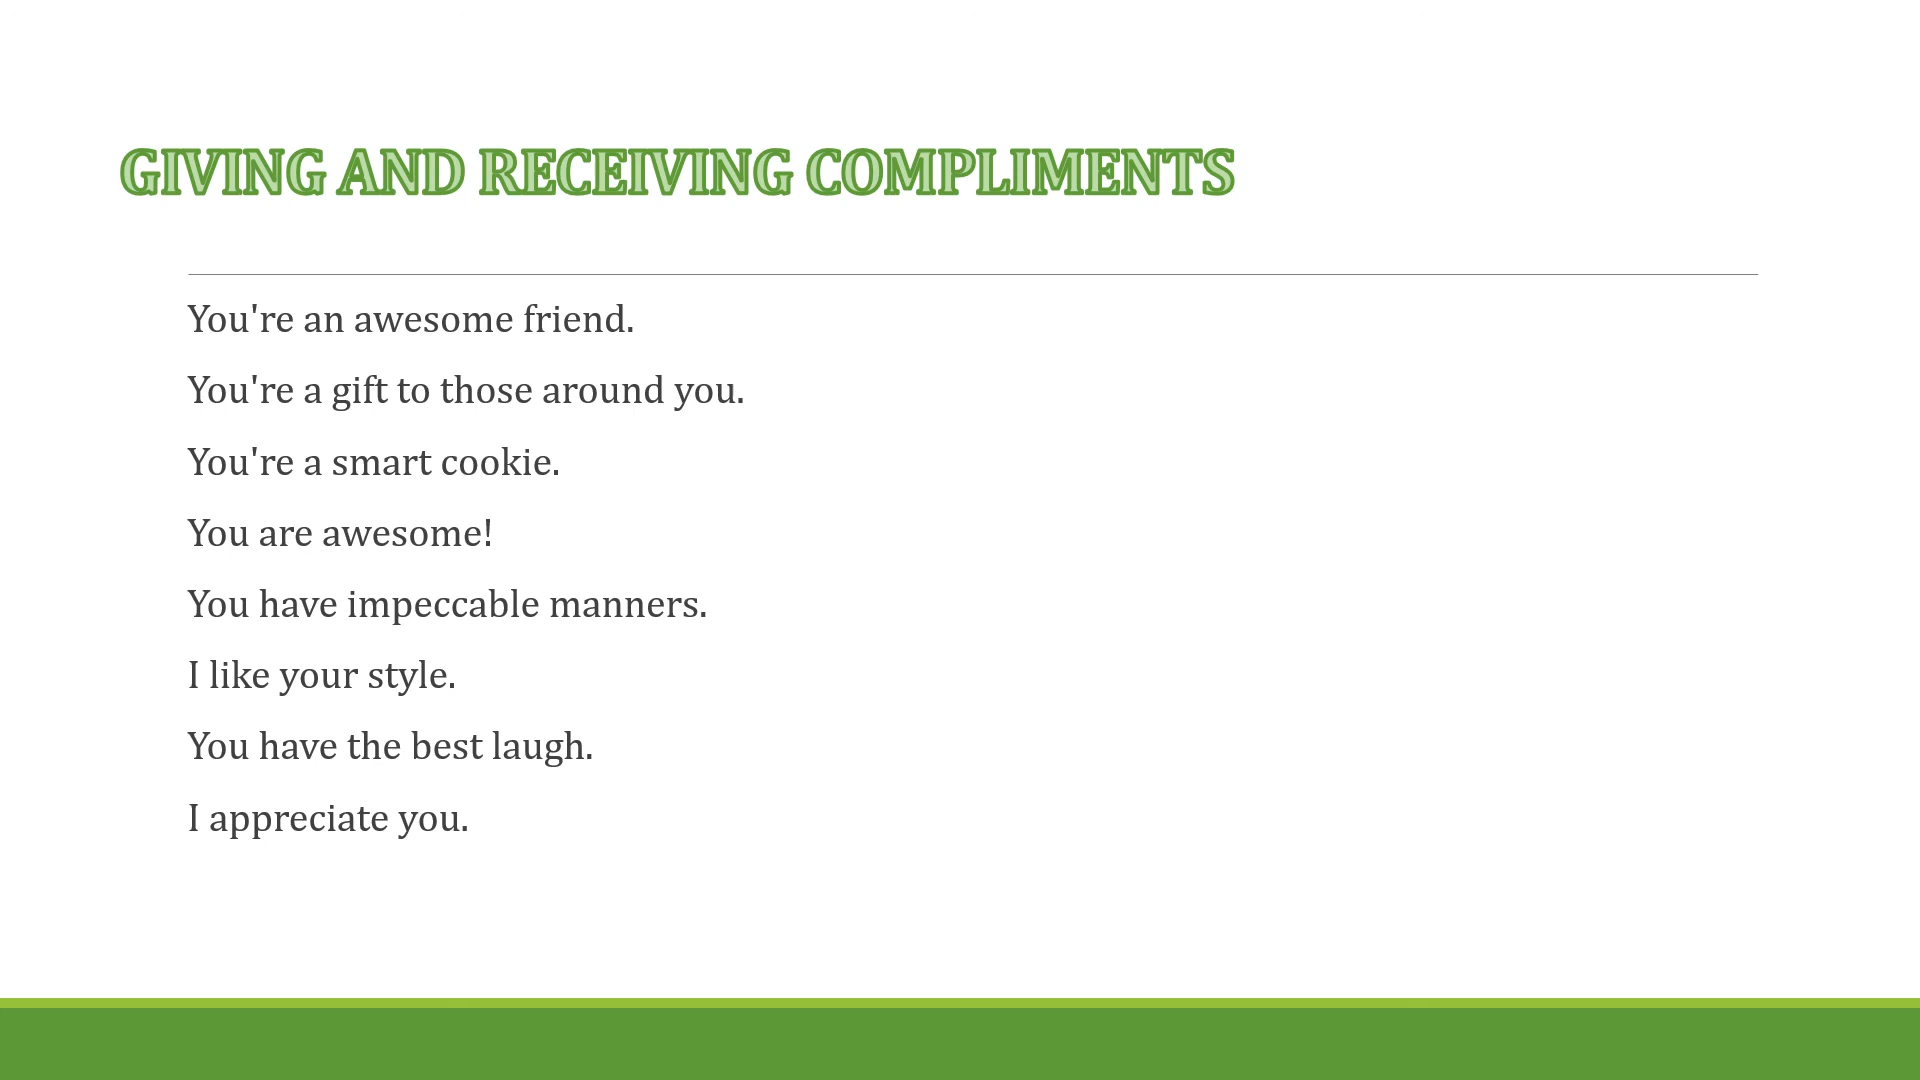 GIVING AND RECEIVING COMPLIMENTS
You're an awesome friend.
You're a gift to those around you.
You're a smart cookie.
You are awesome!
You have impeccable manners.
I like your style.
You have the best laugh.
I appreciate you.